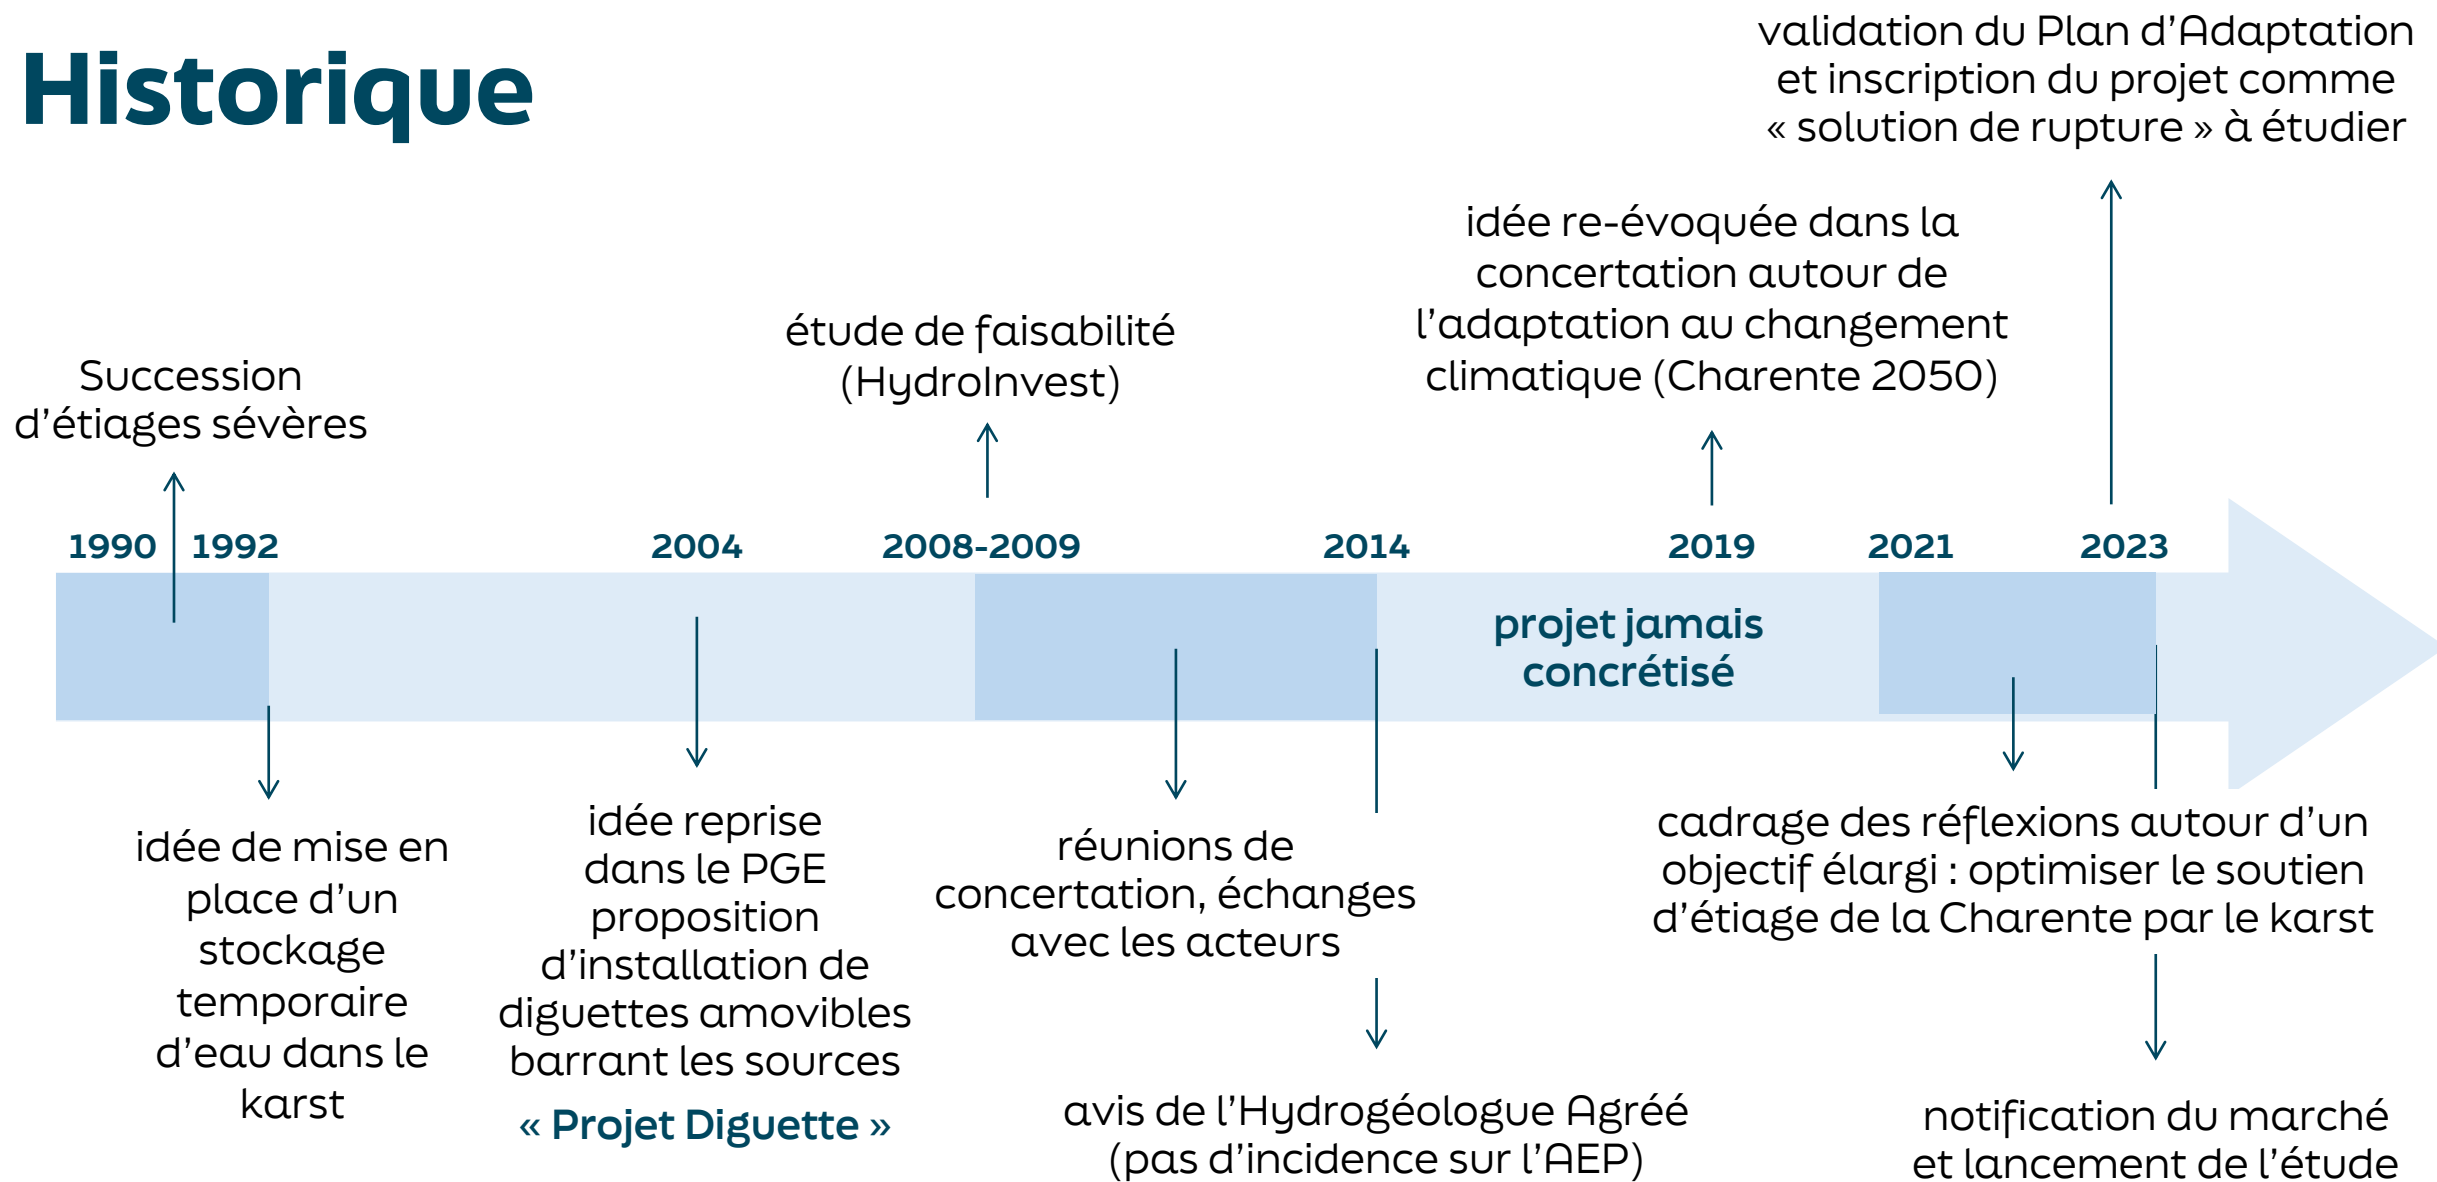 Historique
validation du Plan d’Adaptation
et inscription du projet comme
« solution de rupture » à étudier
idée re-évoquée dans la
concertation autour de
l’adaptation au changement
climatique (Charente 2050)
étude de faisabilité
(HydroInvest)
Succession
d’étiages sévères
1990 1992 2004 2008-2009 2014 2019 2021 2023
projet jamais
concrétisé
idée de mise en
place d’un
stockage
temporaire
d’eau dans le
karst
idée reprise
dans le PGE
proposition
d’installation de
diguettes amovibles
barrant les sources
« Projet Diguette »
réunions de
concertation, échanges
avec les acteurs
avis de l’Hydrogéologue Agréé
(pas d’incidence sur l’AEP)
cadrage des réflexions autour d’un
objectif élargi : optimiser le soutien
d’étiage de la Charente par le karst
notification du marché
et lancement de l’étude